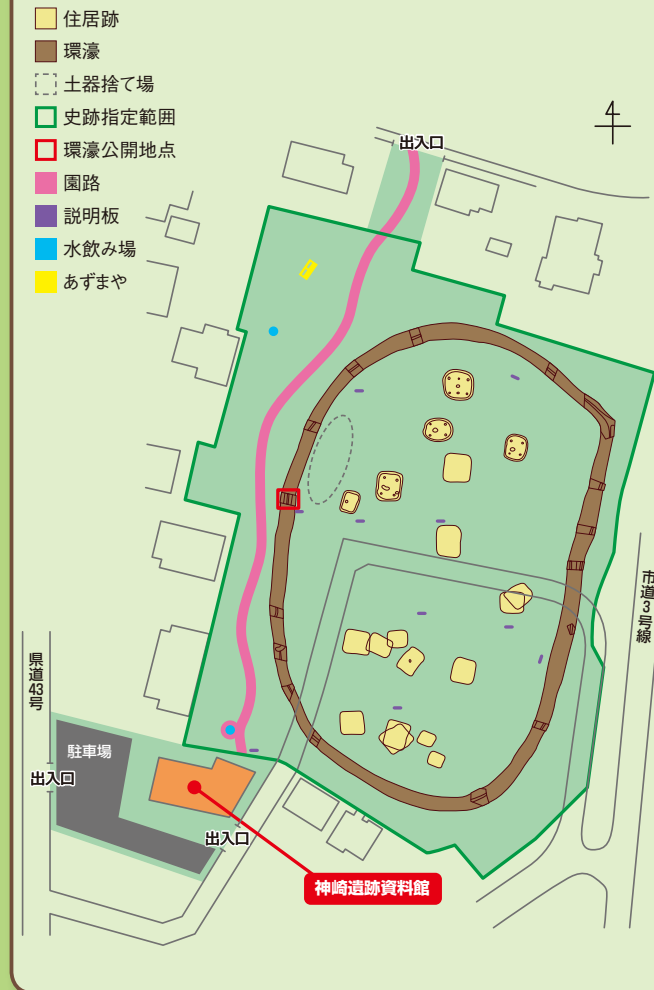 住居跡
環濠
土器捨て場
史跡指定範囲
環濠公開地点
園路
説明板
水飲み場
あずまや
出入口
4
市道3号線
県道43号
駐車場
出入口
出入口
神崎遺跡資料館